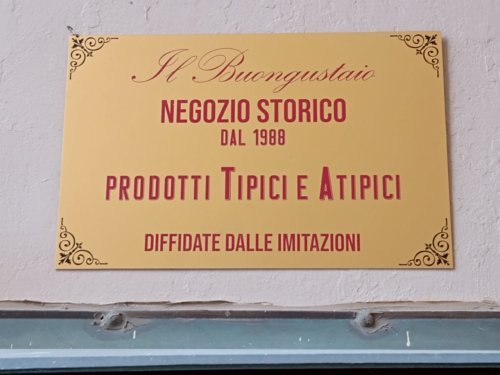 Il Buongustaio
NEGOZIO STORICO
DAL 1988
PRODOTTI TIPICI E ATIPICI
DIFFIDATE DALLE IMITAZIONI